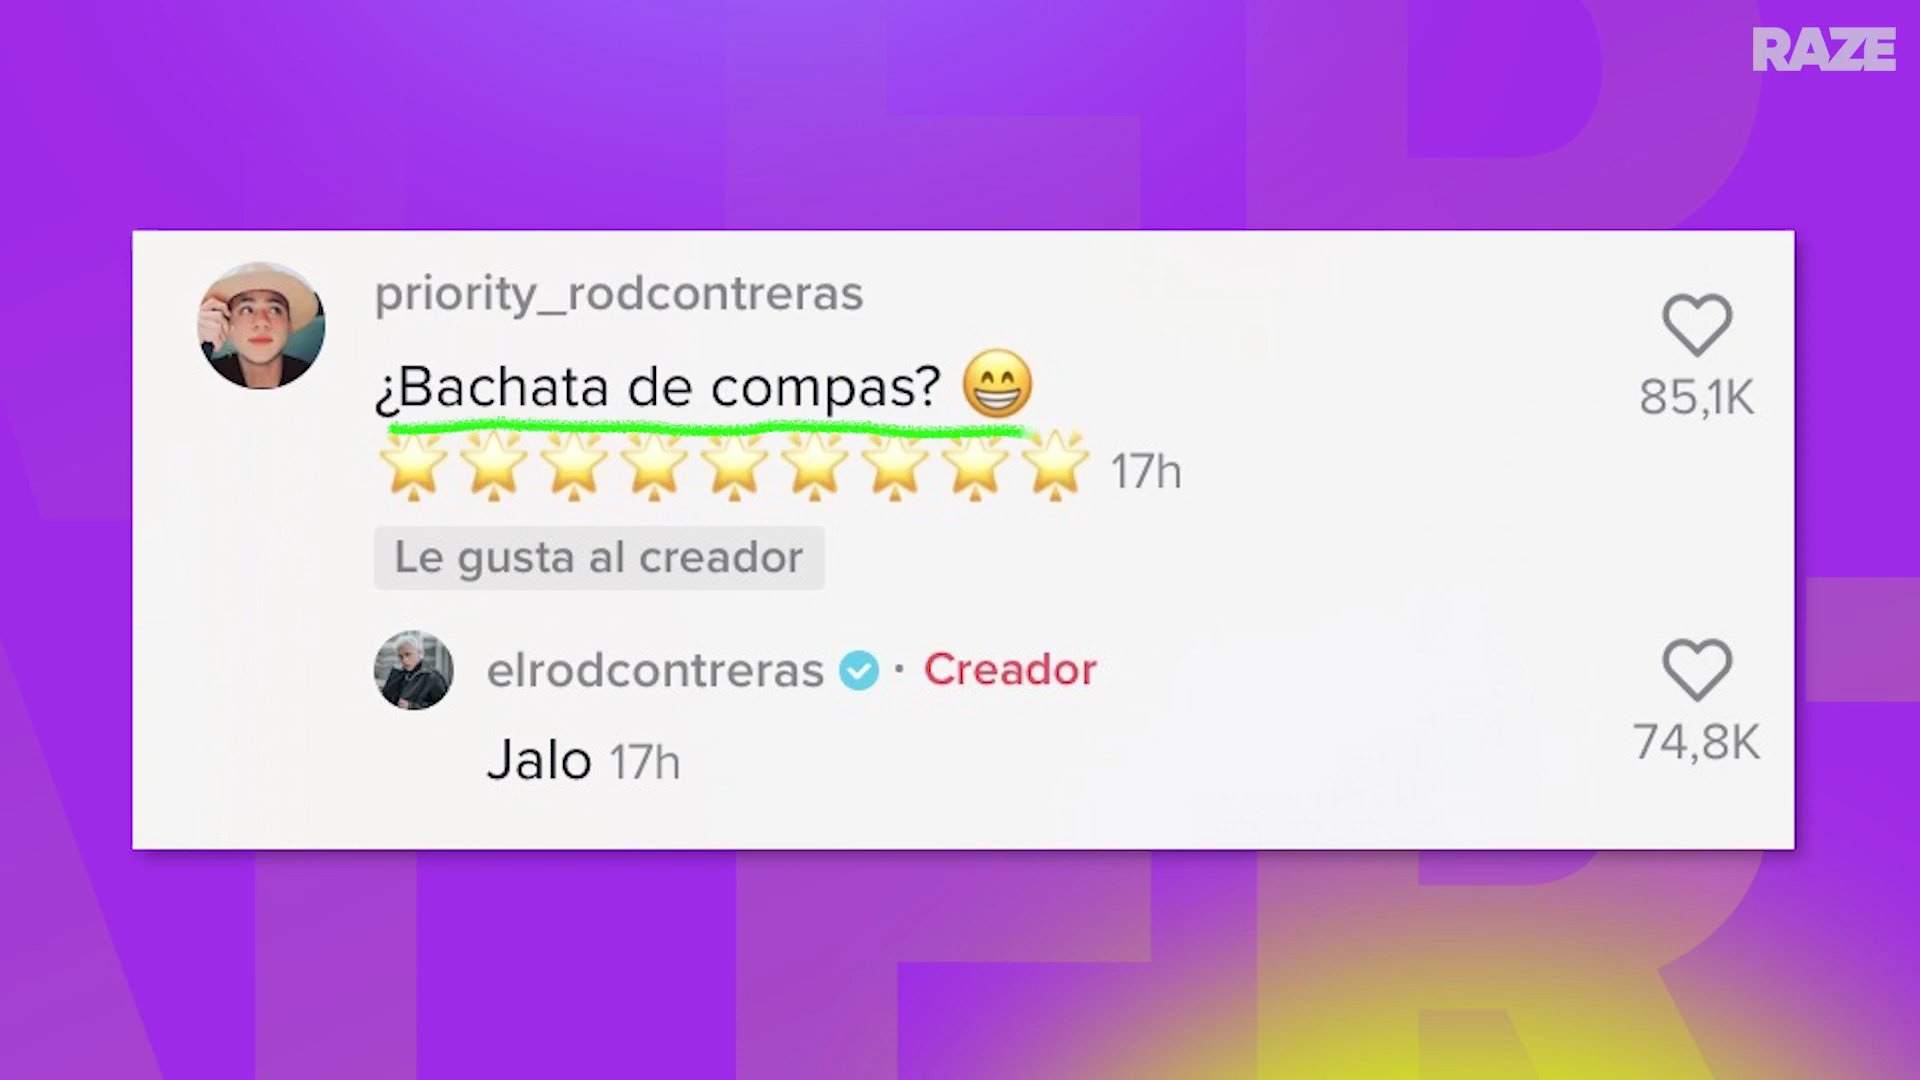 RAZE
priority_rodcontreras
85,1K
¿Bachata de compas? 😁
🌟🌟🌟🌟🌟🌟🌟🌟🌟 17h
Le gusta al creador
elrodcontreras · Creador
74,8K
Jalo 17h